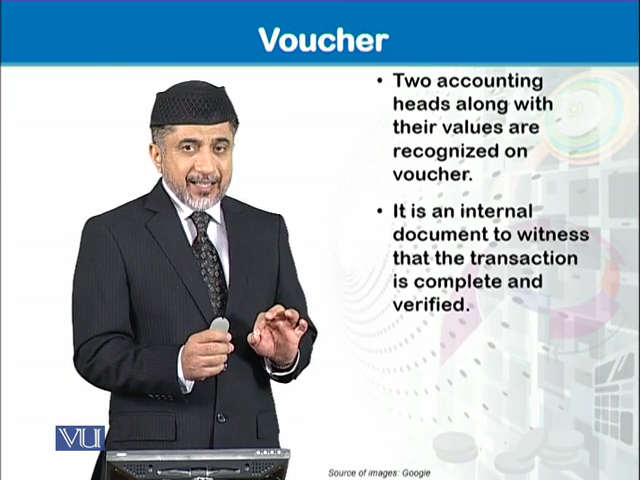 Voucher
• Two accounting
heads along with
their values are
recognized on
voucher.
• It is an internal
document to witness
that the transaction
is complete and
verified.
VU
Source of images: Google